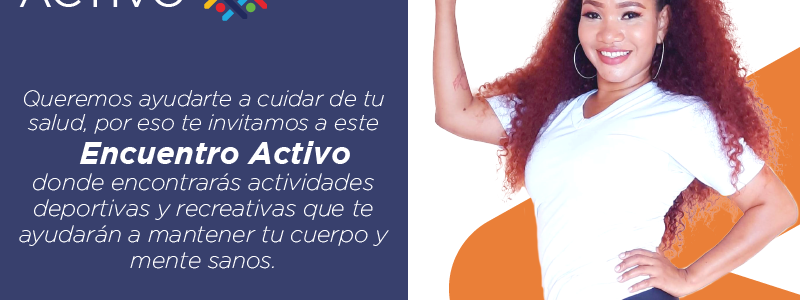 ACTIVO
Queremos ayudarte a cuidar de tu
salud, por eso te invitamos a este
Encuentro Activo
donde encontrarás actividades
deportivas y recreativas que te
ayudarán a mantener tu cuerpo y
mente sanos.